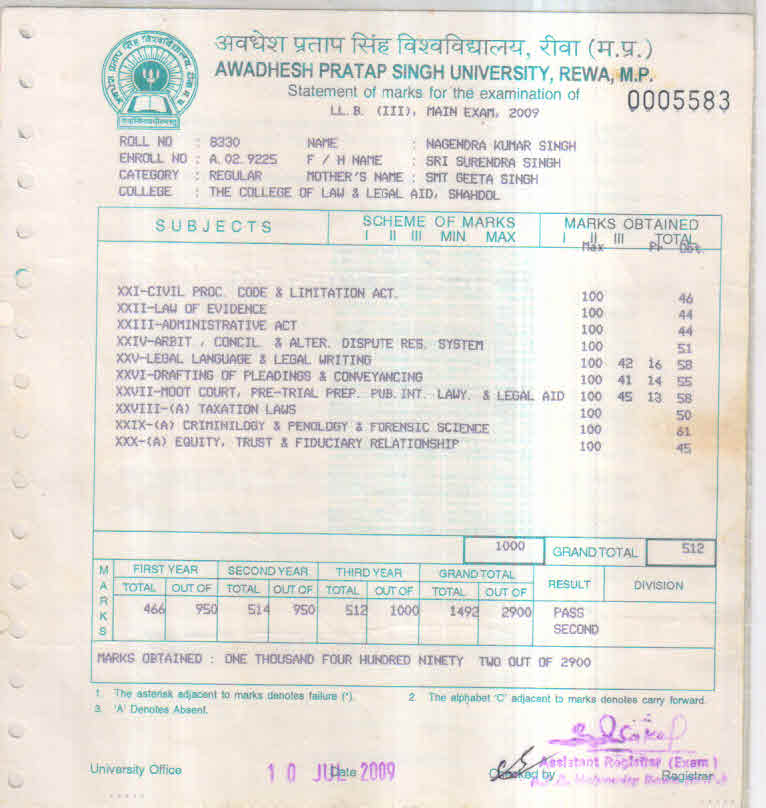 अवधेश प्रताप सिंह विश्वविद्यालय, रीवा (म.प्र.)
AWADHESH PRATAP SINGH UNIVERSITY, REWA, M.P.
Statement of marks for the examination of
0005583
LL.B. (III), MAIN EXAM, 2009
ROLL NO : 8330 NAME : NAGENDRA KUMAR SINGH
ENROLL NO : A.02.9225 F / H NAME : SRI SURENDRA SINGH
CATEGORY : REGULAR MOTHER'S NAME : SMT GEETA SINGH
COLLEGE : THE COLLEGE OF LAW & LEGAL AID, SHAHDOL
SUBJECTS SCHEME OF MARKS MARKS OBTAINED
I II III MIN MAX I II III TOTAL
Max Pr Obt.
XXI-CIVIL PROC. CODE & LIMITATION ACT. 100 46
XXII-LAW OF EVIDENCE 100 44
XXIII-ADMINISTRATIVE ACT 100 44
XXIV-ARBIT , CONCIL. & ALTER. DISPUTE RES. SYSTEM 100 51
XXV-LEGAL LANGUAGE & LEGAL WRITING 100 42 16 58
XXVI-DRAFTING OF PLEADINGS & CONVEYANCING 100 41 14 55
XXVII-MOOT COURT, PRE-TRIAL PREP. PUB.INT. LAWY. & LEGAL AID 100 45 13 58
XXVIII-(A) TAXATION LAWS 100 50
XXIX-(A) CRIMINILOGY & PENOLOGY & FORENSIC SCIENCE 100 61
XXX-(A) EQUITY, TRUST & FIDUCIARY RELATIONSHIP 100 45
1000 GRAND TOTAL 512
MARKS FIRST YEAR SECOND YEAR THIRD YEAR GRAND TOTAL RESULT DIVISION
TOTAL OUT OF TOTAL OUT OF TOTAL OUT OF TOTAL OUT OF
466 950 514 950 512 1000 1492 2900 PASS
SECOND
MARKS OBTAINED : ONE THOUSAND FOUR HUNDRED NINETY TWO OUT OF 2900
1. The asterisk adjacent to marks denotes failure (*). 2. The alphabet 'C' adjacent to marks denotes carry forward.
3. 'A' Denotes Absent.
Assistant Registrar (Exam)
University Office 10 JUL 2009 Date Checked by Registrar